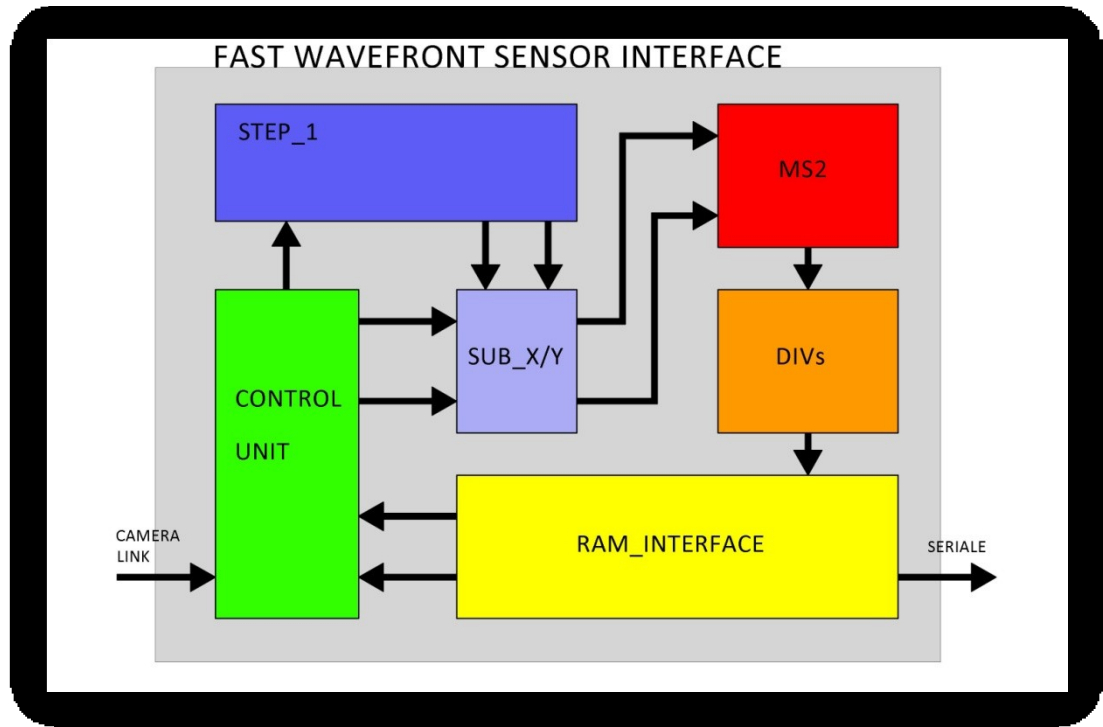 FAST WAVEFRONT SENSOR INTERFACE
STEP_1
MS2
SUB_X/Y
DIVs
CONTROL
UNIT
CAMERA
LINK
RAM_INTERFACE
SERIALE